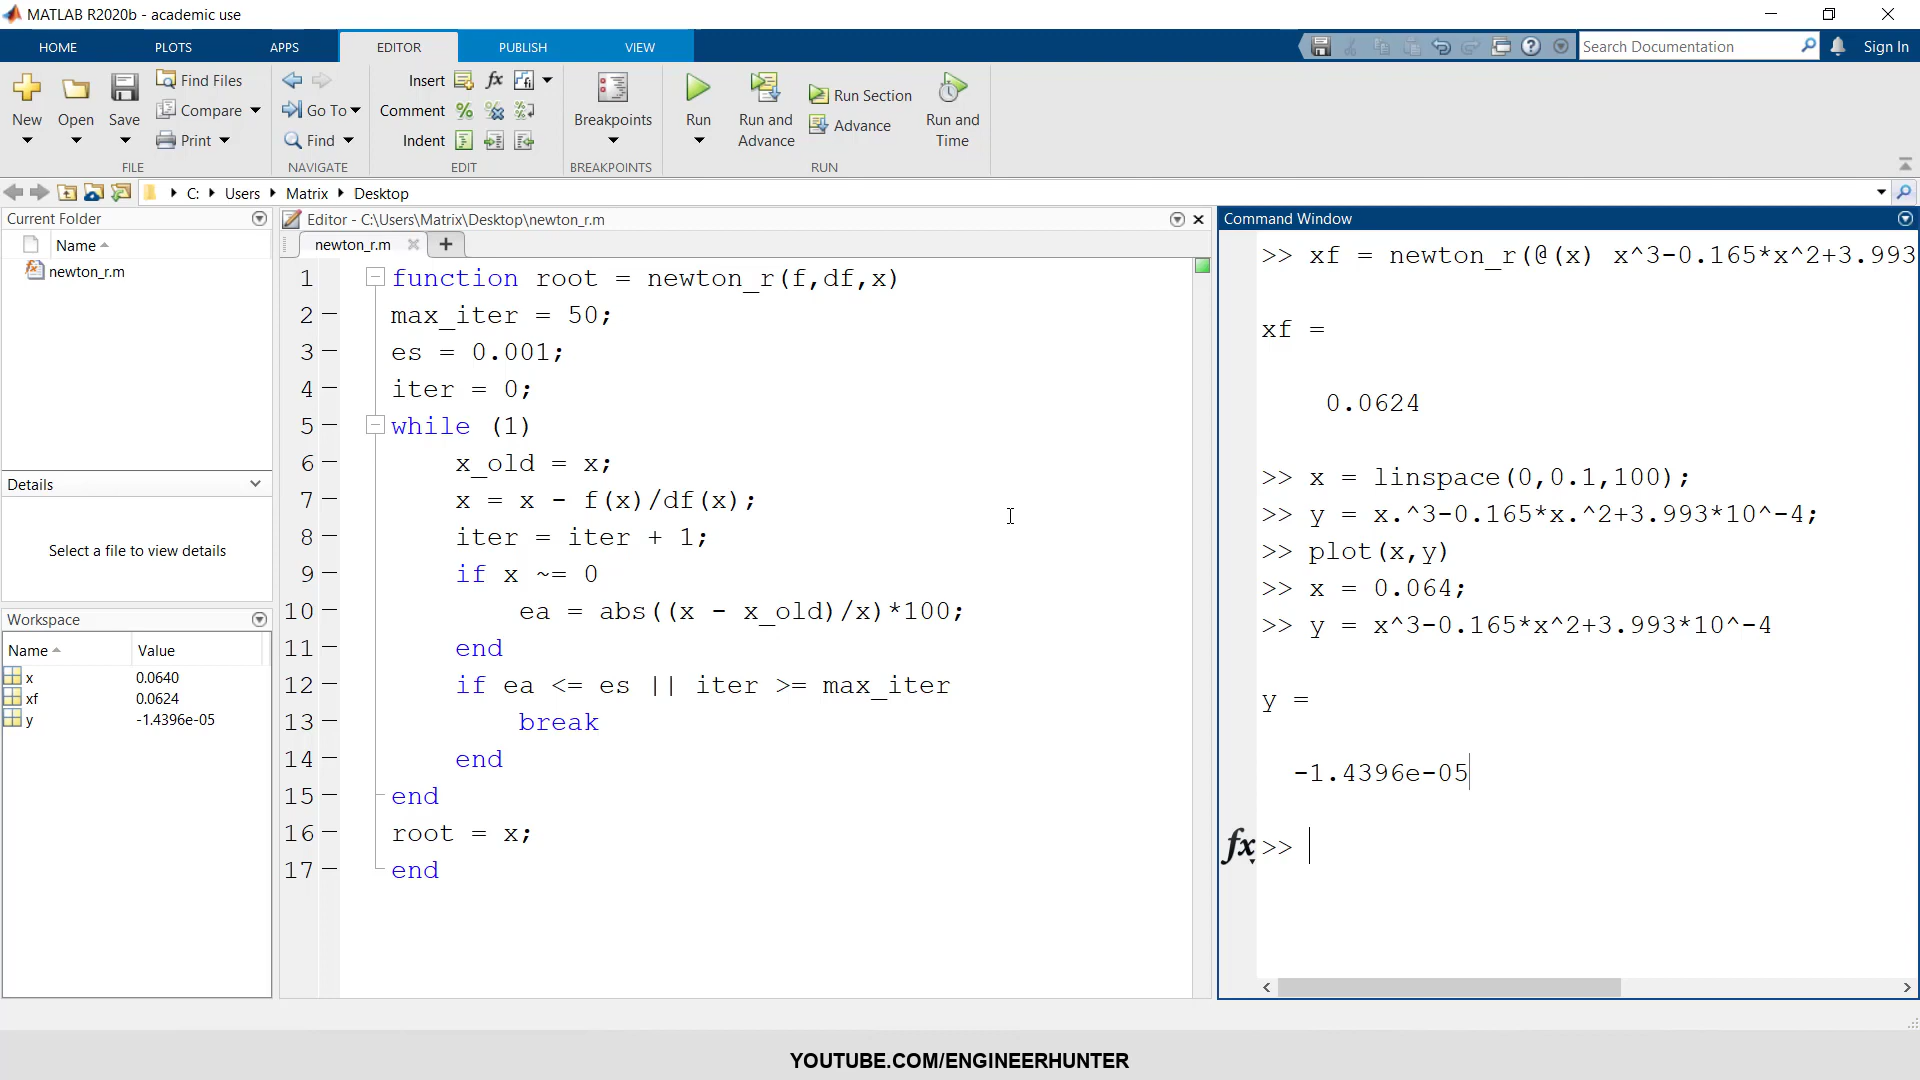 MATLAB R2020b - academic use
HOME PLOTS APPS EDITOR PUBLISH VIEW
Search Documentation
Sign In
New
Open
Save
Find Files
Compare
Print
FILE
Go To
Find
NAVIGATE
Insert
fx
Comment
Indent
EDIT
Breakpoints
BREAKPOINTS
Run
Run and Advance
Run Section
Advance
Run and Time
RUN
C: Users Matrix Desktop
Current Folder
Name
newton_r.m
Details
Select a file to view details
Workspace
Name Value
x 0.0640
xf 0.0624
y -1.4396e-05
Editor - C:\Users\Matrix\Desktop\newton_r.m
newton_r.m
1 function root = newton_r(f,df,x)
2 max_iter = 50;
3 es = 0.001;
4 iter = 0;
5 while (1)
6 x_old = x;
7 x = x - f(x)/df(x);
8 iter = iter + 1;
9 if x ~= 0
10 ea = abs((x - x_old)/x)*100;
11 end
12 if ea <= es || iter >= max_iter
13 break
14 end
15 end
16 root = x;
17 end
Command Window
>> xf = newton_r(@(x) x^3-0.165*x^2+3.993
xf =
0.0624
>> x = linspace(0,0.1,100);
>> y = x.^3-0.165*x.^2+3.993*10^-4;
>> plot(x,y)
>> x = 0.064;
>> y = x^3-0.165*x^2+3.993*10^-4
y =
-1.4396e-05
fx >>
YOUTUBE.COM/ENGINEERHUNTER